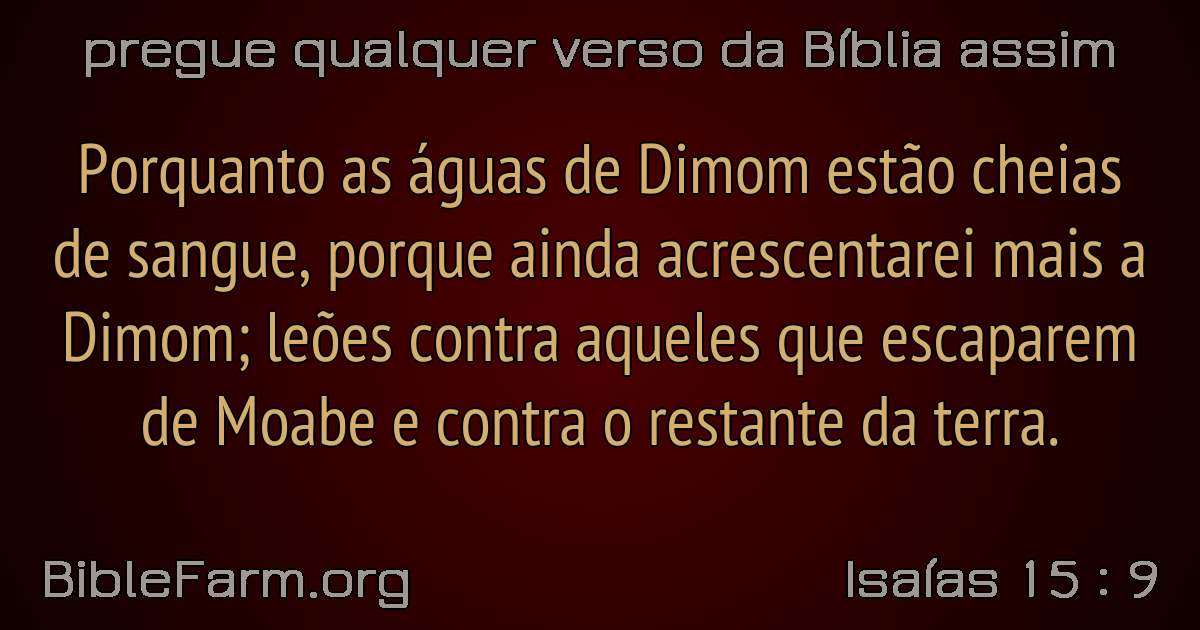 pregue qualquer verso da Bíblia assim
Porquanto as águas de Dimom estão cheias
de sangue, porque ainda acrescentarei mais a
Dimom; leões contra aqueles que escaparem
de Moabe e contra o restante da terra.
BibleFarm.org
Isaías 15 : 9